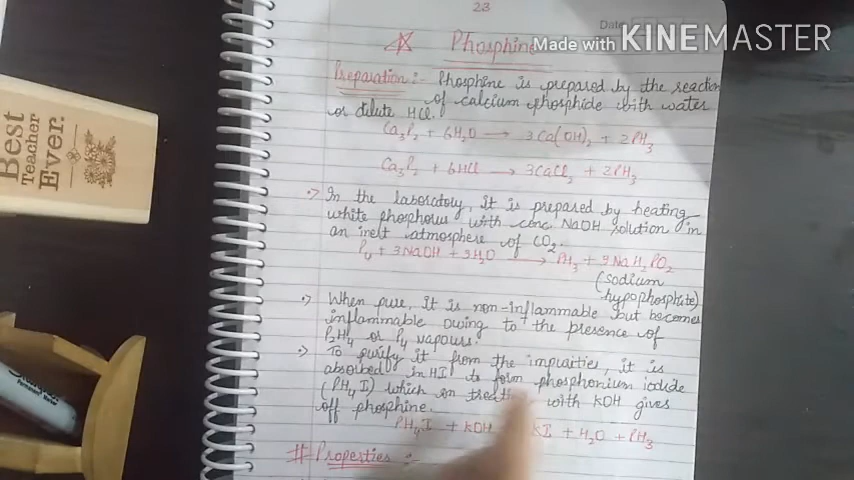 23
Date
Phosphine
Made with KINEMASTER
Preparation :- Phosphine is prepared by the reaction
of calcium phosphide with water
or dilute HCl.
Ca3P2 + 6H2O → 3Ca(OH)2 + 2PH3
Ca3P2 + 6HCl → 3CaCl2 + 2PH3
In the laboratory, it is prepared by heating
white phosphorus with conc. NaOH solution in
an inert atmosphere of CO2.
P4 + 3NaOH + 3H2O → PH3 + 3NaH2PO2
(sodium
hypophosphite)
When pure, it is non-inflammable but becomes
inflammable owing to the presence of
P2H4 or P4 vapours.
To purify it from the impurities, it is
absorbed in HI to form phosphonium iodide
(PH4I) which on with KOH gives
off phosphine.
PH4I + KOH KI + H2O + PH3
# Properties :-
Best
Teacher
Ever.